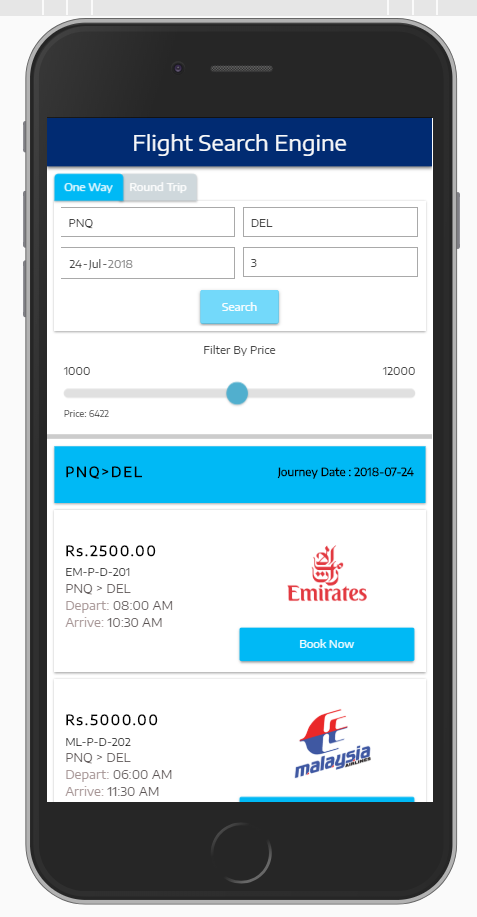 Flight Search Engine
One Way Round Trip
PNQ DEL
24-Jul-2018 3
Search
Filter By Price
1000 12000
Price: 6422
PNQ>DEL Journey Date : 2018-07-24
Rs.2500.00
EM-P-D-201
PNQ > DEL
Depart: 08:00 AM
Arrive: 10:30 AM
Emirates
Book Now
Rs.5000.00
ML-P-D-202
PNQ > DEL
Depart: 06:00 AM
Arrive: 11:30 AM
malaysia
AIRLINES